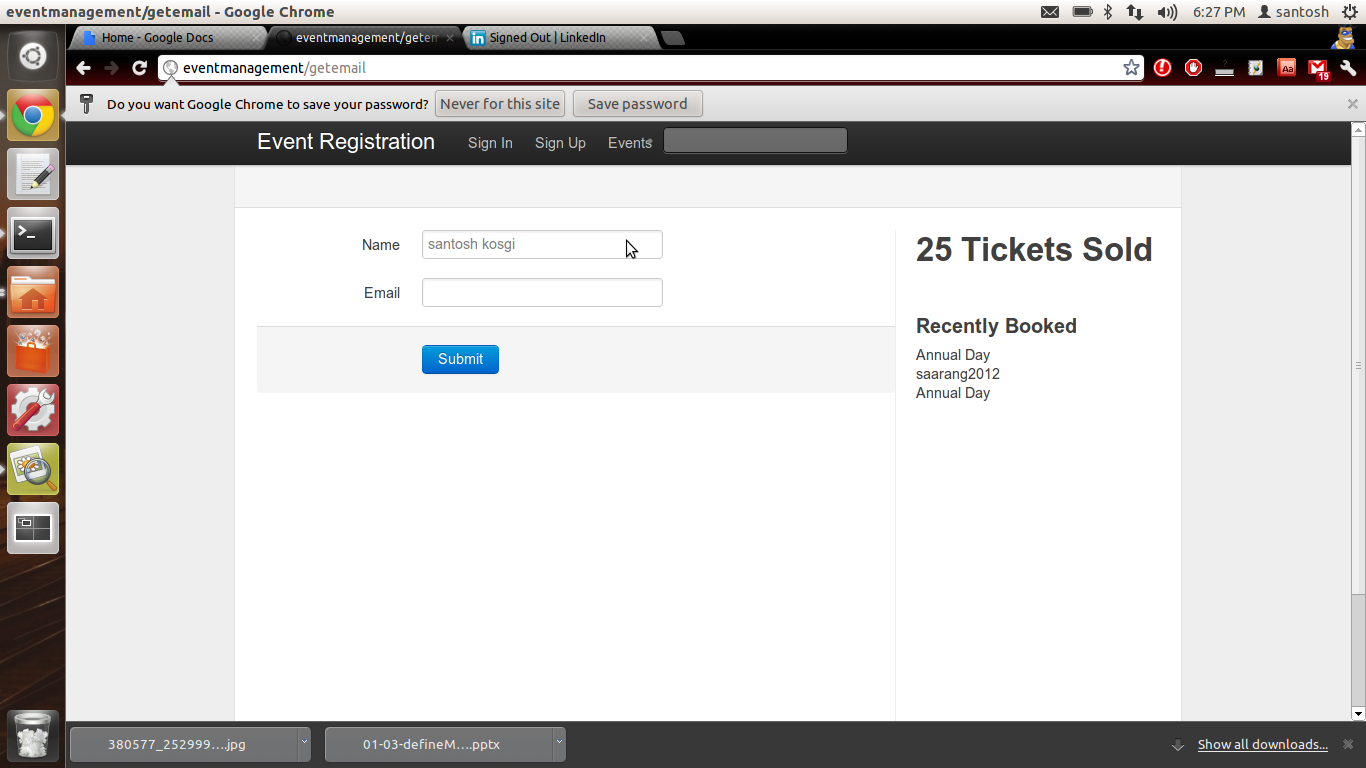 eventmanagement/getemail - Google Chrome
6:27 PM santosh
Home - Google Docs
eventmanagement/getem
Signed Out | LinkedIn
eventmanagement/getemail
Aa
19
Do you want Google Chrome to save your password? Never for this site Save password
Event Registration Sign In Sign Up Events
Name santosh kosgi
Email
Submit
25 Tickets Sold
Recently Booked
Annual Day
saarang2012
Annual Day
380577_252999....jpg 01-03-defineM....pptx Show all downloads...